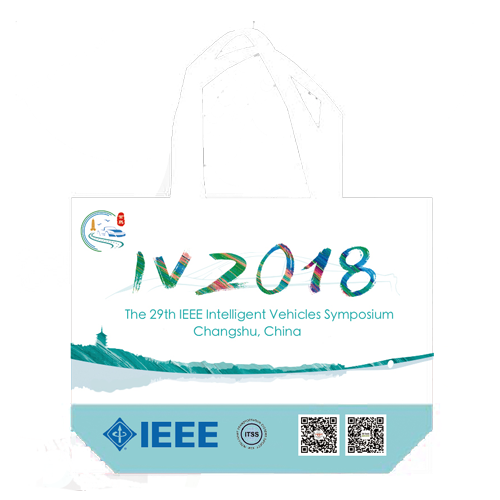 IV2018
The 29th IEEE Intelligent Vehicles Symposium
Changshu, China
IEEE
ITSS